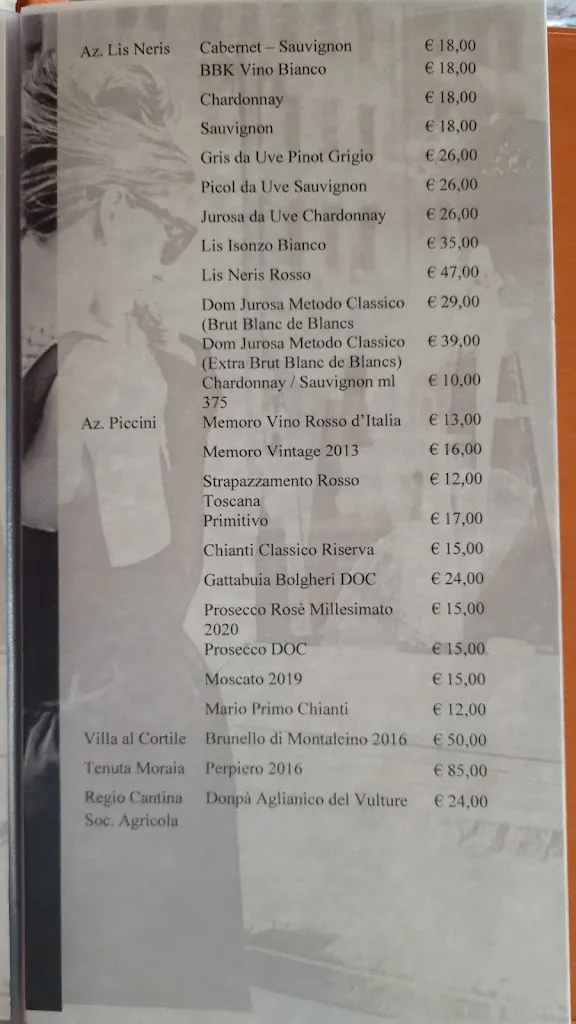 Az. Lis Neris Cabernet – Sauvignon € 18,00
BBK Vino Bianco € 18,00
Chardonnay € 18,00
Sauvignon € 18,00
Gris da Uve Pinot Grigio € 26,00
Picol da Uve Sauvignon € 26,00
Jurosa da Uve Chardonnay € 26,00
Lis Isonzo Bianco € 35,00
Lis Neris Rosso € 47,00
Dom Jurosa Metodo Classico € 29,00
(Brut Blanc de Blancs
Dom Jurosa Metodo Classico € 39,00
(Extra Brut Blanc de Blancs)
Chardonnay / Sauvignon ml € 10,00
375
Az. Piccini Memoro Vino Rosso d'Italia € 13,00
Memoro Vintage 2013 € 16,00
Strapazzamento Rosso € 12,00
Toscana
Primitivo € 17,00
Chianti Classico Riserva € 15,00
Gattabuia Bolgheri DOC € 24,00
Prosecco Rosè Millesimato € 15,00
2020
Prosecco DOC € 15,00
Moscato 2019 € 15,00
Mario Primo Chianti € 12,00
Villa al Cortile Brunello di Montalcino 2016 € 50,00
Tenuta Moraia Perpiero 2016 € 85,00
Regio Cantina Donpà Aglianico del Vulture € 24,00
Soc. Agricola